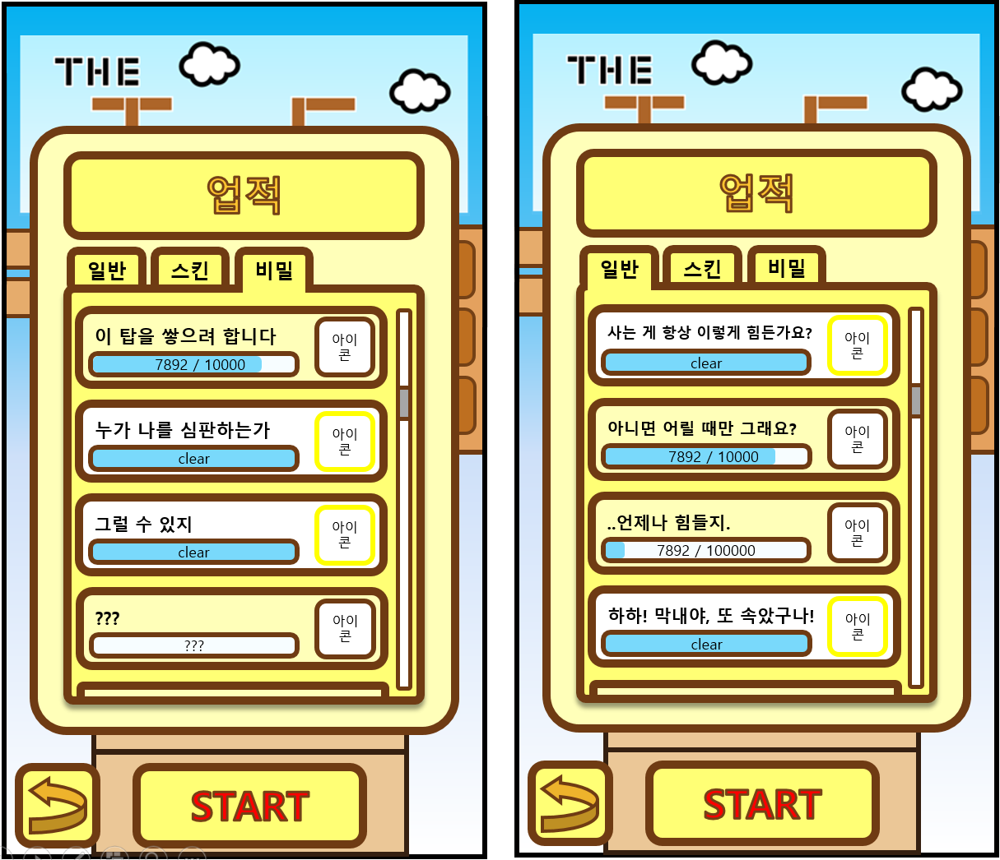 THE
업적
일반 스킨 비밀
이 탑을 쌓으려 합니다
7892 / 10000
아이
콘
누가 나를 심판하는가
clear
아이
콘
그럴 수 있지
clear
아이
콘
???
???
아이
콘
START
THE
업적
일반 스킨 비밀
사는 게 항상 이렇게 힘든가요?
clear
아이
콘
아니면 어릴 때만 그래요?
7892 / 10000
아이
콘
..언제나 힘들지.
7892 / 100000
아이
콘
하하! 막내야, 또 속았구나!
clear
아이
콘
START